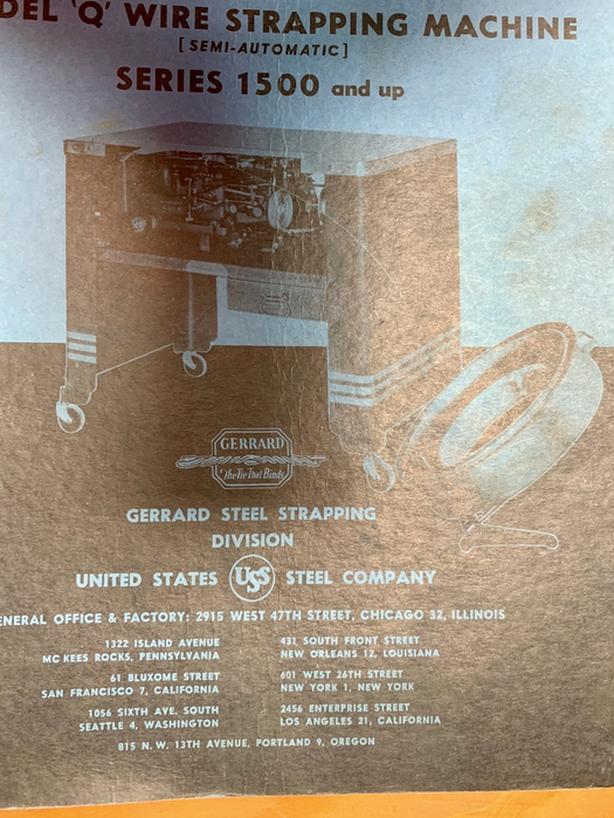 DEL 'Q' WIRE STRAPPING MACHINE
[SEMI-AUTOMATIC]
SERIES 1500 and up
GERRARD
"The Tie That Binds"
GERRARD STEEL STRAPPING
DIVISION
UNITED STATES USS STEEL COMPANY
ENERAL OFFICE & FACTORY: 2915 WEST 47TH STREET, CHICAGO 32, ILLINOIS
1322 ISLAND AVENUE
MC KEES ROCKS, PENNSYLVANIA
61 BLUXOME STREET
SAN FRANCISCO 7, CALIFORNIA
1056 SIXTH AVE, SOUTH
SEATTLE 4, WASHINGTON
431 SOUTH FRONT STREET
NEW ORLEANS 12, LOUISIANA
601 WEST 26TH STREET
NEW YORK 1, NEW YORK
2456 ENTERPRISE STREET
LOS ANGELES 21, CALIFORNIA
815 N. W. 13TH AVENUE, PORTLAND 9, OREGON